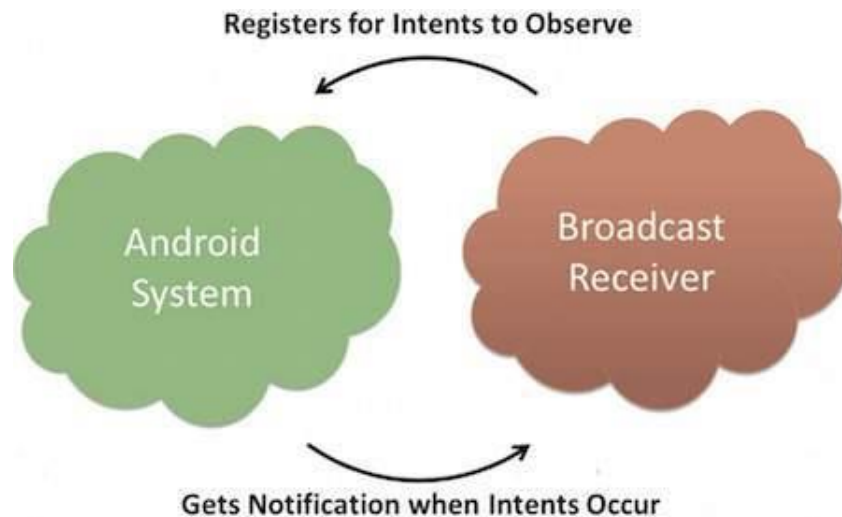 Registers for Intents to Observe
Android
System
Broadcast
Receiver
Gets Notification when Intents Occur